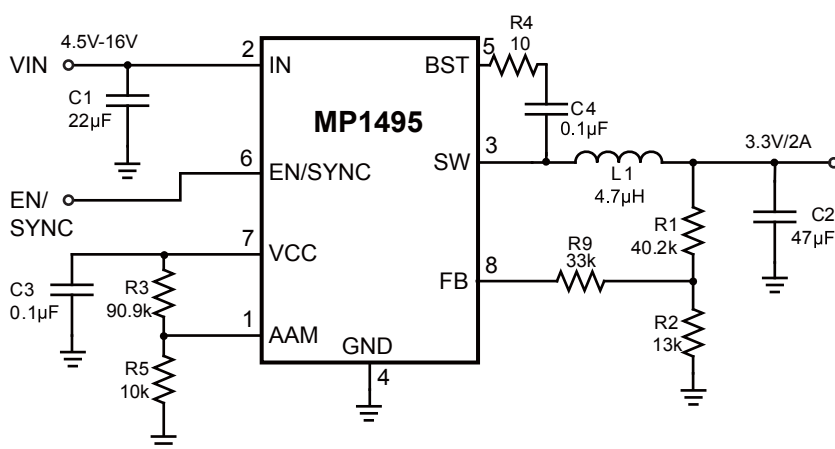 4.5V-16V
VIN
C1
22µF
2
IN
MP1495
BST
5
R4
10
C4
0.1µF
6
EN/SYNC
EN/
SYNC
SW
3
L1
4.7µH
3.3V/2A
C2
47µF
R1
40.2k
7
VCC
C3
0.1µF
R3
90.9k
FB
8
R9
33k
R2
13k
1
AAM
R5
10k
GND
4